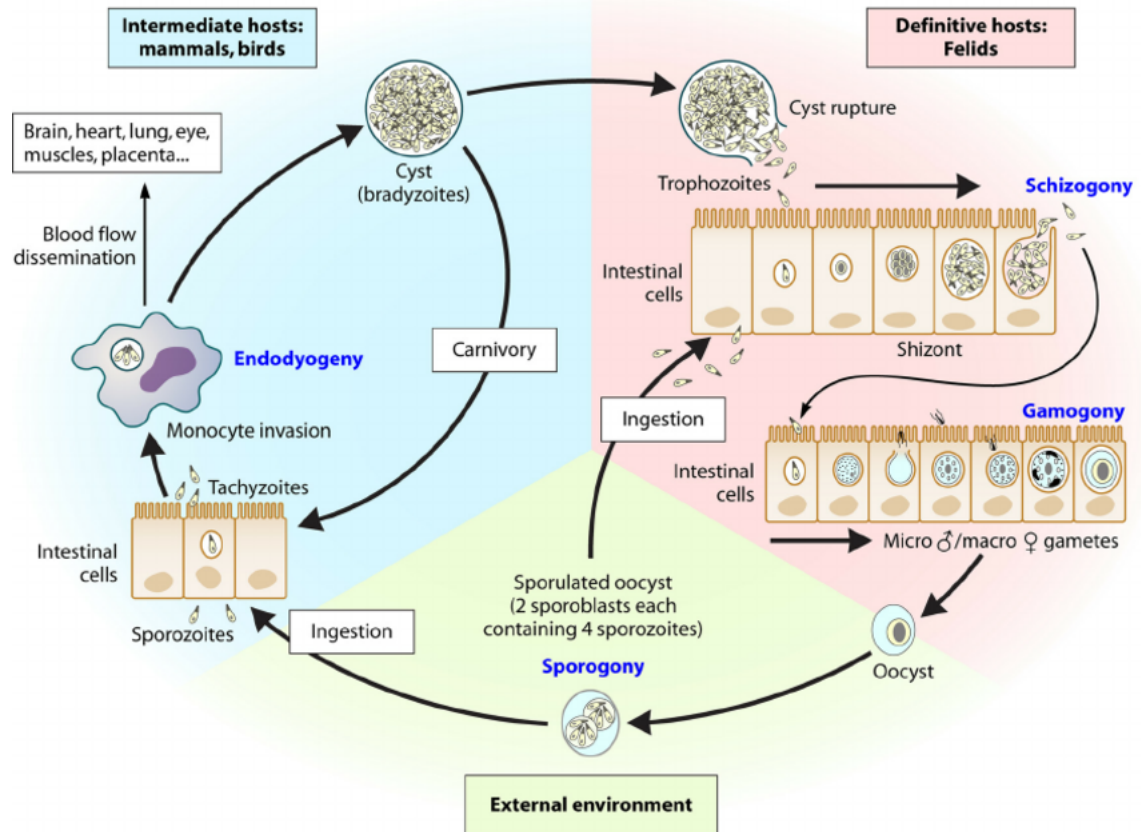 Intermediate hosts:
mammals, birds
Definitive hosts:
Felids
Brain, heart, lung, eye,
muscles, placenta...
Cyst rupture
Cyst
(bradyzoites)
Trophozoites
Schizogony
Blood flow
dissemination
Intestinal
cells
Endodyogeny
Carnivory
Shizont
Monocyte invasion
Ingestion
Gamogony
Tachyzoites
Intestinal
cells
Intestinal
cells
Micro ♂/macro ♀ gametes
Sporulated oocyst
(2 sporoblasts each
containing 4 sporozoites)
Sporozoites
Ingestion
Sporogony
Oocyst
External environment